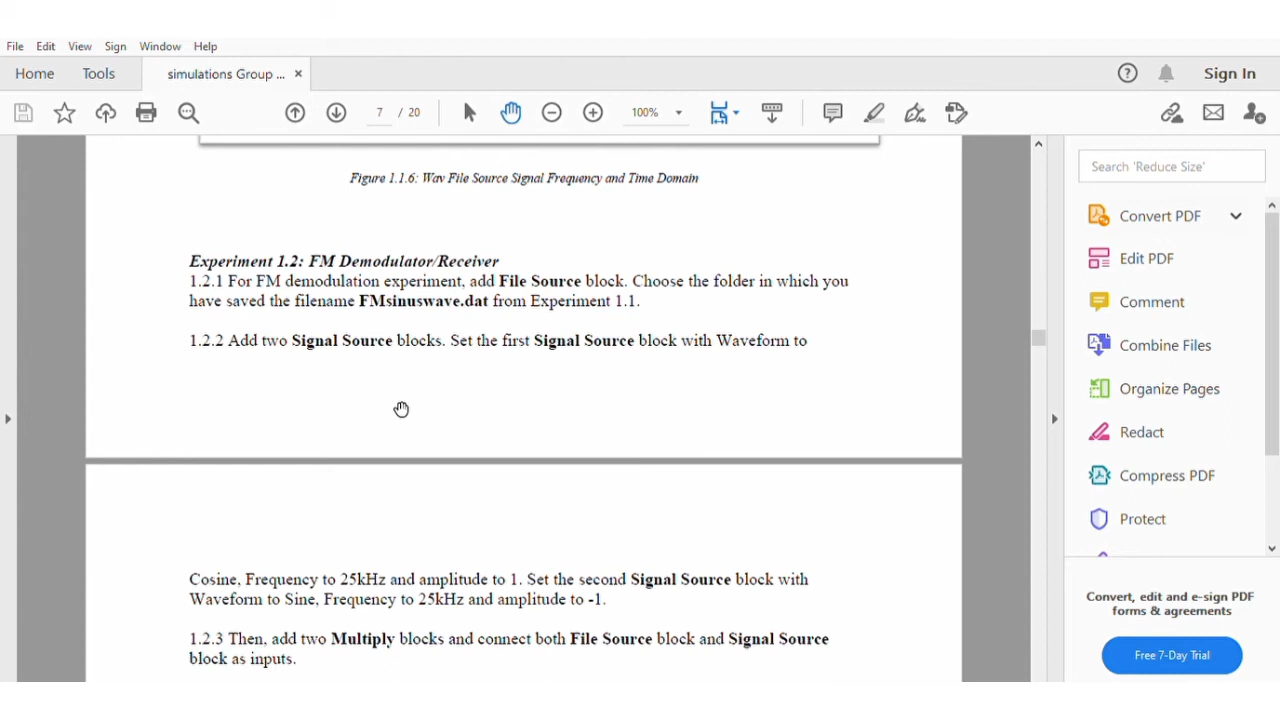 File Edit View Sign Window Help
Home Tools simulations Group ... × Sign In
7 / 20 100%
Figure 1.1.6: Wav File Source Signal Frequency and Time Domain
Experiment 1.2: FM Demodulator/Receiver
1.2.1 For FM demodulation experiment, add File Source block. Choose the folder in which you
have saved the filename FMsinuswave.dat from Experiment 1.1.
1.2.2 Add two Signal Source blocks. Set the first Signal Source block with Waveform to
Cosine, Frequency to 25kHz and amplitude to 1. Set the second Signal Source block with
Waveform to Sine, Frequency to 25kHz and amplitude to -1.
1.2.3 Then, add two Multiply blocks and connect both File Source block and Signal Source
block as inputs.
Search 'Reduce Size'
Convert PDF
Edit PDF
Comment
Combine Files
Organize Pages
Redact
Compress PDF
Protect
Convert, edit and e-sign PDF
forms & agreements
Free 7-Day Trial